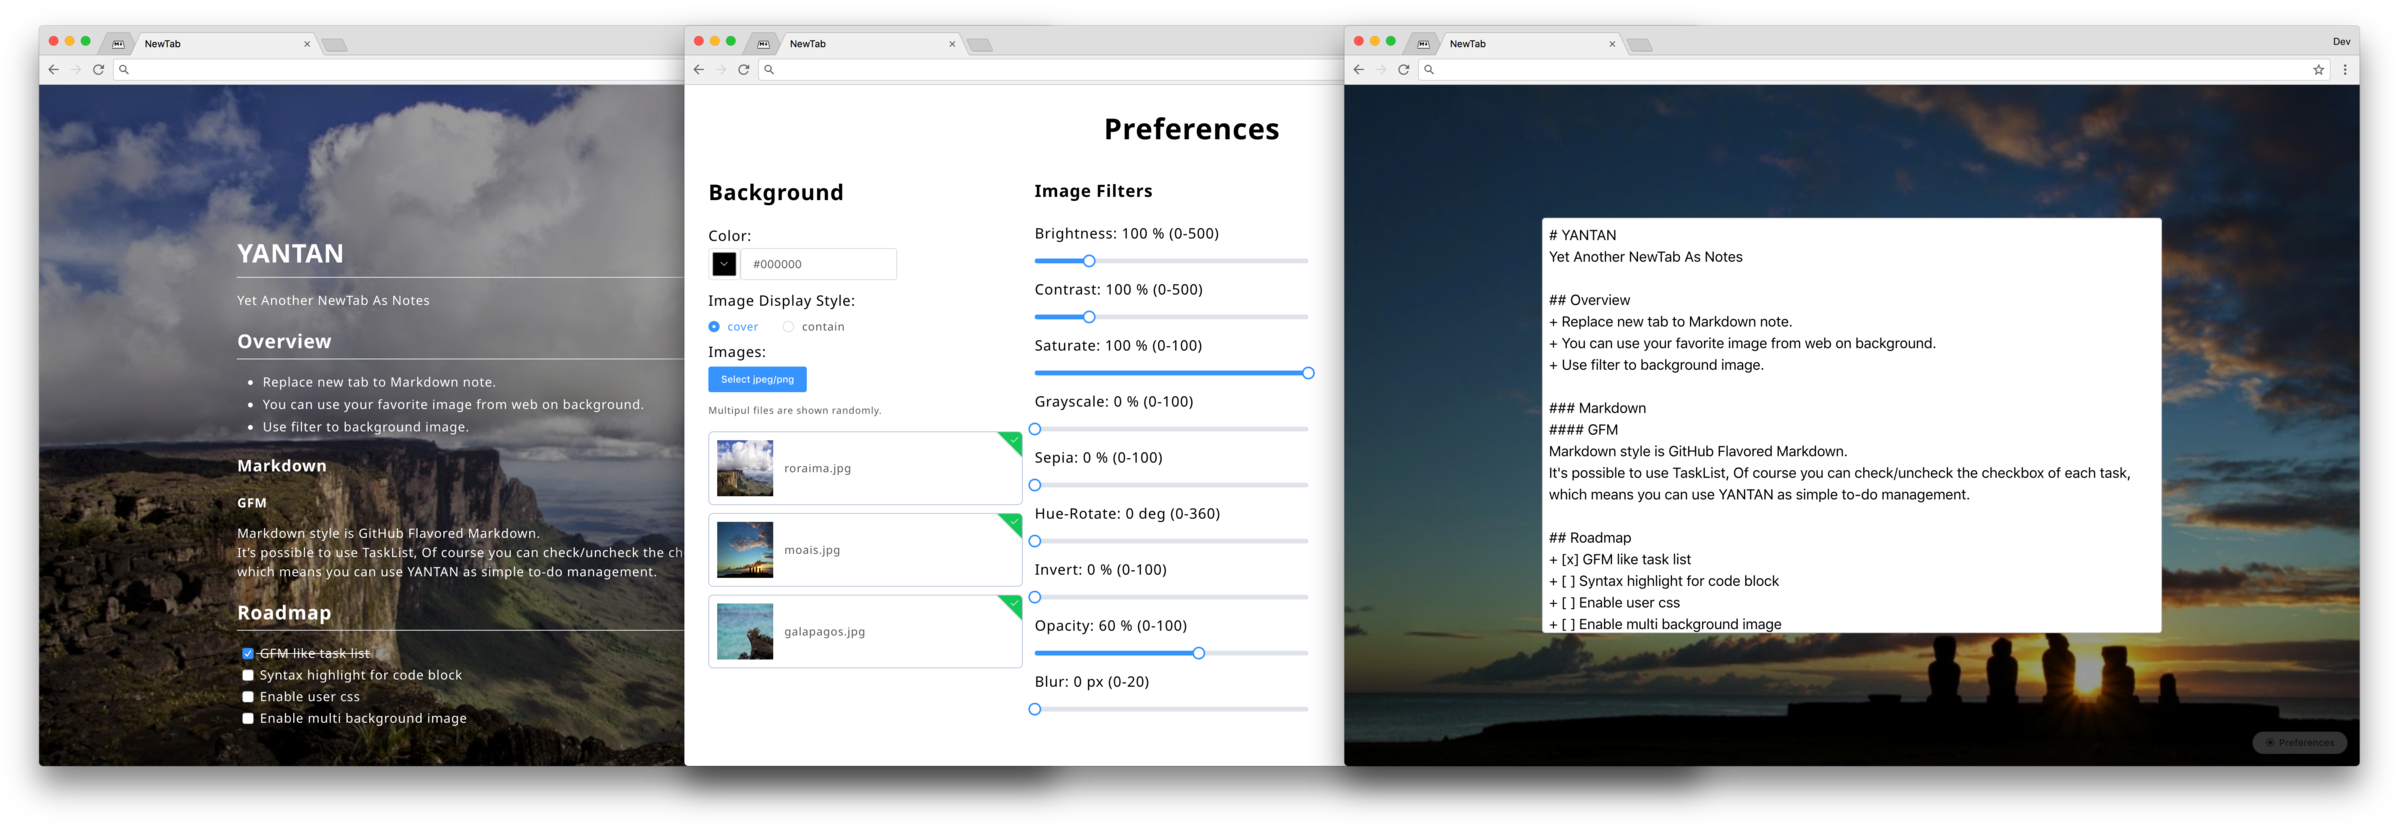 NewTab
YANTAN
Yet Another NewTab As Notes
Overview
Replace new tab to Markdown note.
You can use your favorite image from web on background.
Use filter to background image.
Markdown
GFM
Markdown style is GitHub Flavored Markdown.
It's possible to use TaskList, Of course you can check/uncheck the ch
which means you can use YANTAN as simple to-do management.
Roadmap
GFM like task list
Syntax highlight for code block
Enable user css
Enable multi background image
NewTab
Preferences
Background
Color:
#000000
Image Display Style:
cover contain
Images:
Select jpeg/png
Multipul files are shown randomly.
roraima.jpg
moais.jpg
galapagos.jpg
Image Filters
Brightness: 100 % (0-500)
Contrast: 100 % (0-500)
Saturate: 100 % (0-100)
Grayscale: 0 % (0-100)
Sepia: 0 % (0-100)
Hue-Rotate: 0 deg (0-360)
Invert: 0 % (0-100)
Opacity: 60 % (0-100)
Blur: 0 px (0-20)
NewTab
Dev
# YANTAN
Yet Another NewTab As Notes
## Overview
+ Replace new tab to Markdown note.
+ You can use your favorite image from web on background.
+ Use filter to background image.
### Markdown
#### GFM
Markdown style is GitHub Flavored Markdown.
It's possible to use TaskList, Of course you can check/uncheck the checkbox of each task,
which means you can use YANTAN as simple to-do management.
## Roadmap
+ [x] GFM like task list
+ [ ] Syntax highlight for code block
+ [ ] Enable user css
+ [ ] Enable multi background image
Preferences